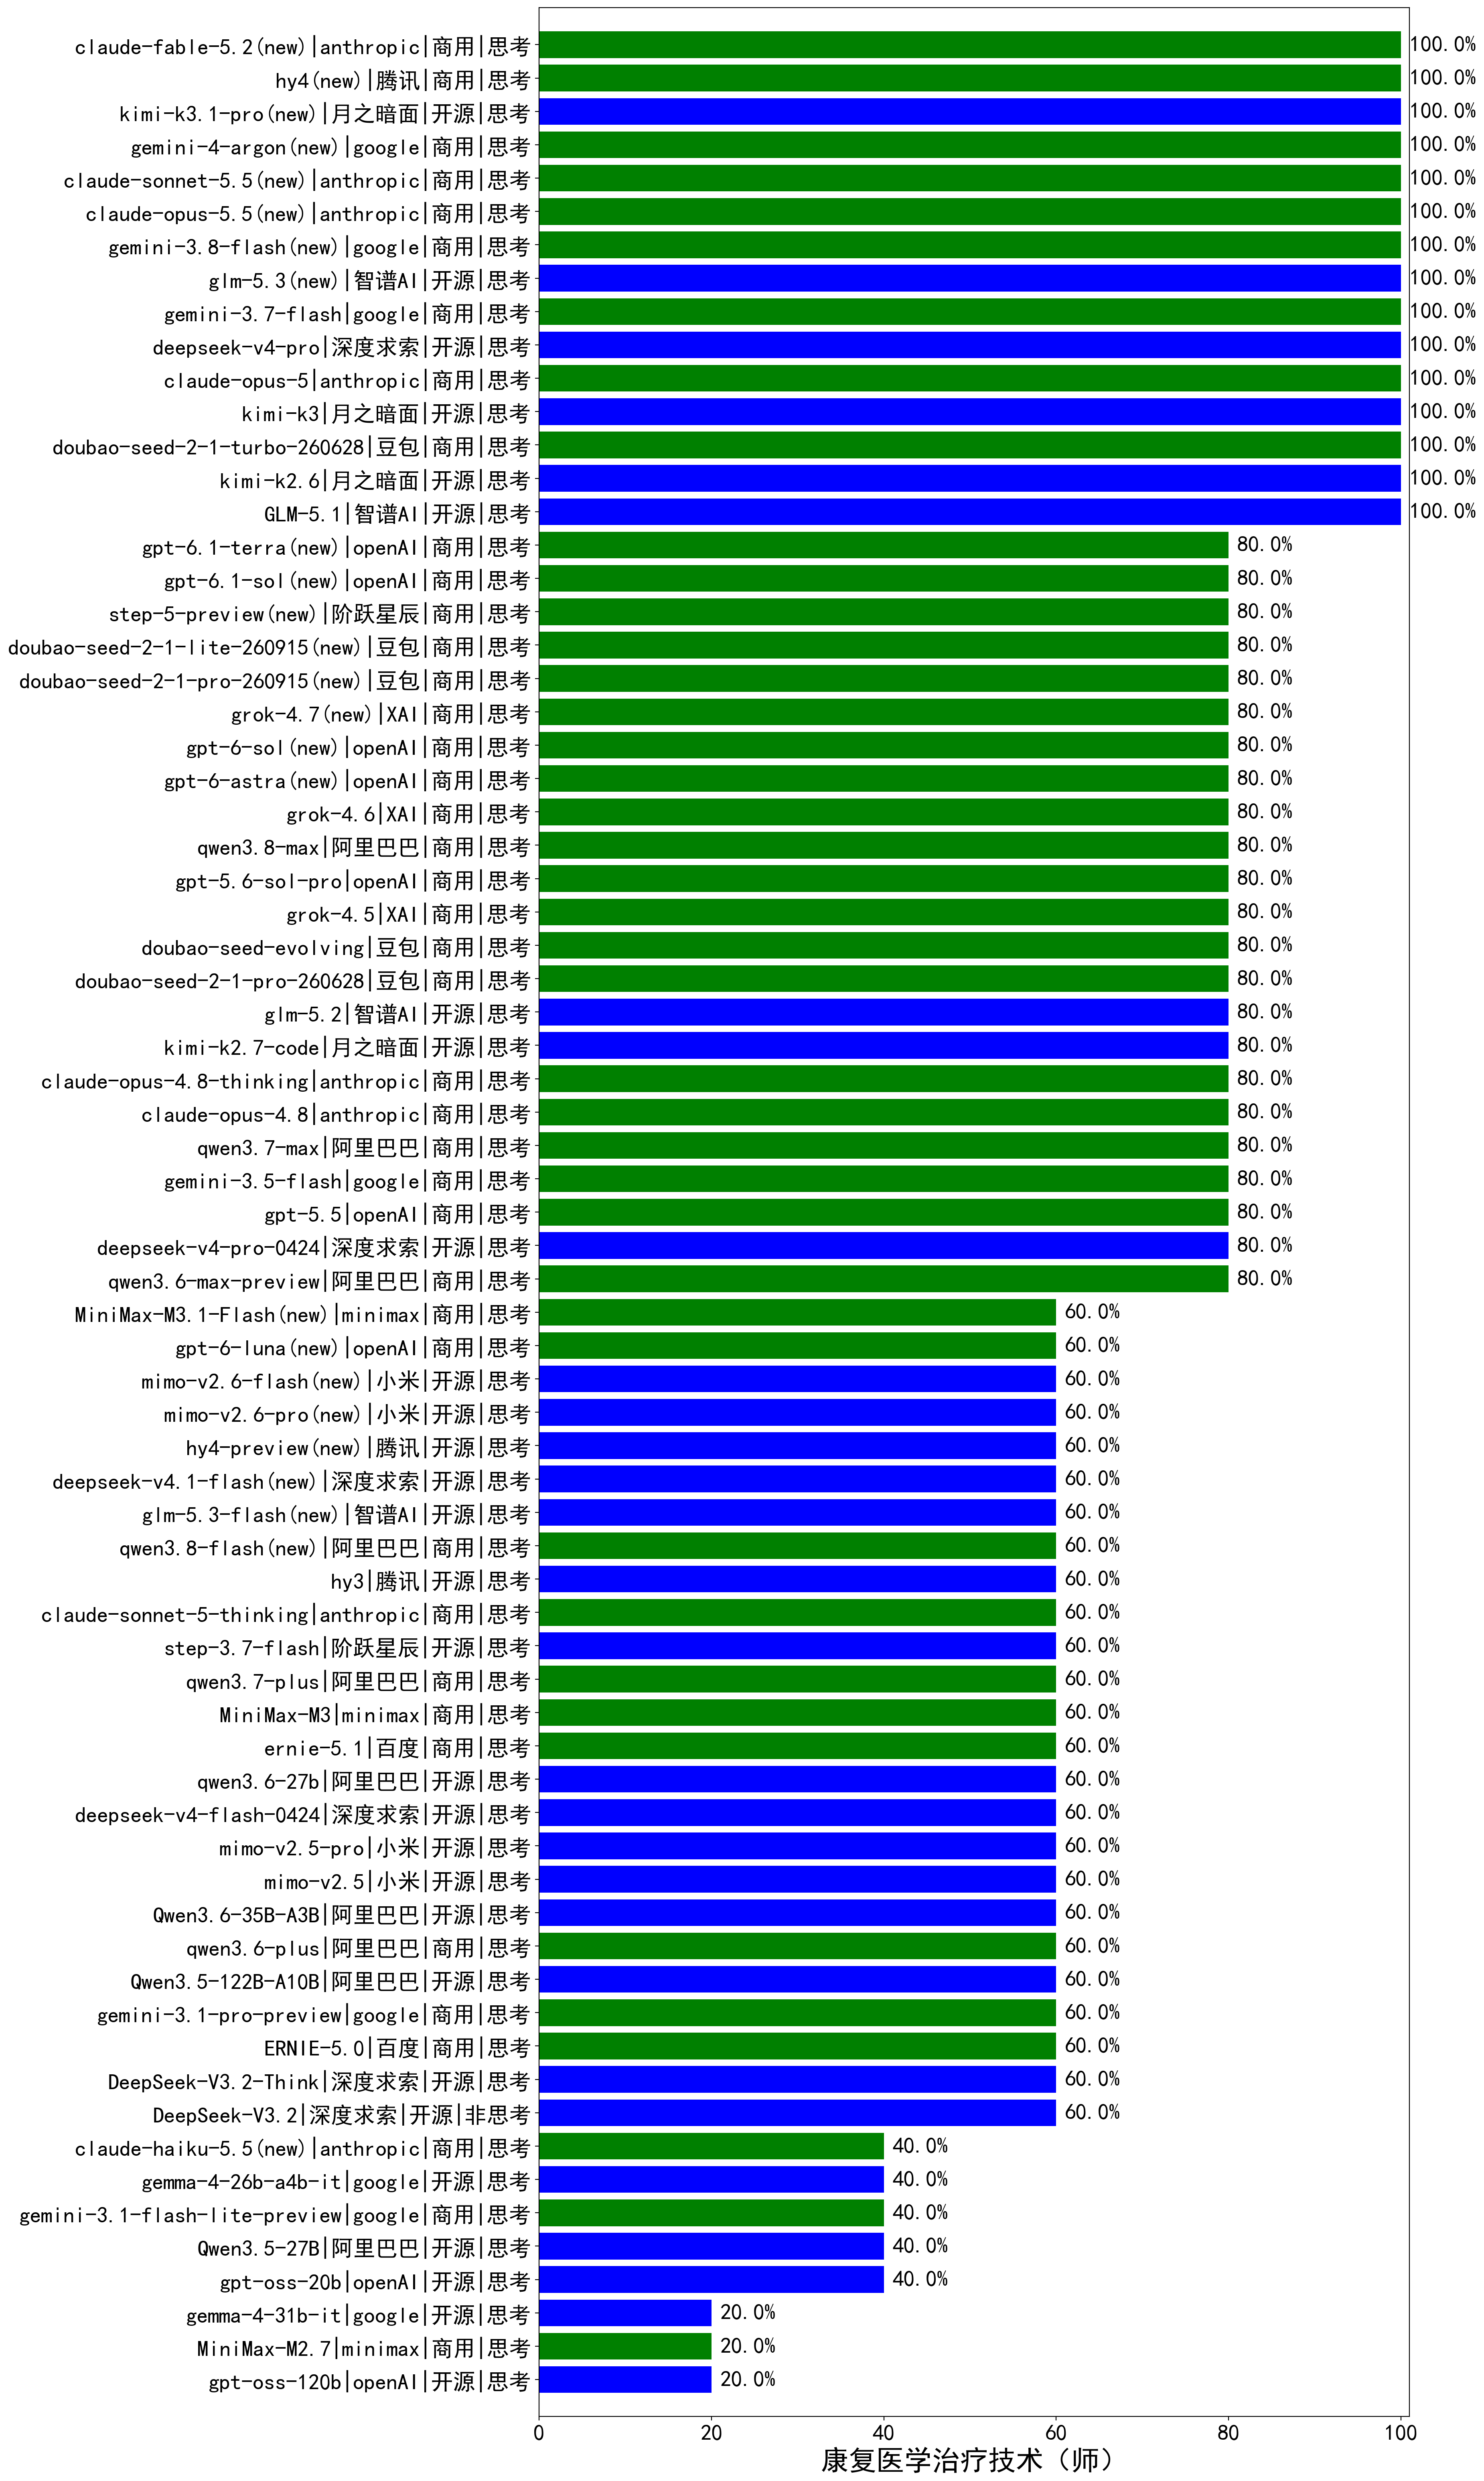 claude-fable-5.2(new)|anthropic|商用|思考 100.0%
hy4(new)|腾讯|商用|思考 100.0%
kimi-k3.1-pro(new)|月之暗面|开源|思考 100.0%
gemini-4-argon(new)|google|商用|思考 100.0%
claude-sonnet-5.5(new)|anthropic|商用|思考 100.0%
claude-opus-5.5(new)|anthropic|商用|思考 100.0%
gemini-3.8-flash(new)|google|商用|思考 100.0%
glm-5.3(new)|智谱AI|开源|思考 100.0%
gemini-3.7-flash|google|商用|思考 100.0%
deepseek-v4-pro|深度求索|开源|思考 100.0%
claude-opus-5|anthropic|商用|思考 100.0%
kimi-k3|月之暗面|开源|思考 100.0%
doubao-seed-2-1-turbo-260628|豆包|商用|思考 100.0%
kimi-k2.6|月之暗面|开源|思考 100.0%
GLM-5.1|智谱AI|开源|思考 100.0%
gpt-6.1-terra(new)|openAI|商用|思考 80.0%
gpt-6.1-sol(new)|openAI|商用|思考 80.0%
step-5-preview(new)|阶跃星辰|商用|思考 80.0%
doubao-seed-2-1-lite-260915(new)|豆包|商用|思考 80.0%
doubao-seed-2-1-pro-260915(new)|豆包|商用|思考 80.0%
grok-4.7(new)|XAI|商用|思考 80.0%
gpt-6-sol(new)|openAI|商用|思考 80.0%
gpt-6-astra(new)|openAI|商用|思考 80.0%
grok-4.6|XAI|商用|思考 80.0%
qwen3.8-max|阿里巴巴|商用|思考 80.0%
gpt-5.6-sol-pro|openAI|商用|思考 80.0%
grok-4.5|XAI|商用|思考 80.0%
doubao-seed-evolving|豆包|商用|思考 80.0%
doubao-seed-2-1-pro-260628|豆包|商用|思考 80.0%
glm-5.2|智谱AI|开源|思考 80.0%
kimi-k2.7-code|月之暗面|开源|思考 80.0%
claude-opus-4.8-thinking|anthropic|商用|思考 80.0%
claude-opus-4.8|anthropic|商用|思考 80.0%
qwen3.7-max|阿里巴巴|商用|思考 80.0%
gemini-3.5-flash|google|商用|思考 80.0%
gpt-5.5|openAI|商用|思考 80.0%
deepseek-v4-pro-0424|深度求索|开源|思考 80.0%
qwen3.6-max-preview|阿里巴巴|商用|思考 80.0%
MiniMax-M3.1-Flash(new)|minimax|商用|思考 60.0%
gpt-6-luna(new)|openAI|商用|思考 60.0%
mimo-v2.6-flash(new)|小米|开源|思考 60.0%
mimo-v2.6-pro(new)|小米|开源|思考 60.0%
hy4-preview(new)|腾讯|开源|思考 60.0%
deepseek-v4.1-flash(new)|深度求索|开源|思考 60.0%
glm-5.3-flash(new)|智谱AI|开源|思考 60.0%
qwen3.8-flash(new)|阿里巴巴|商用|思考 60.0%
hy3|腾讯|开源|思考 60.0%
claude-sonnet-5-thinking|anthropic|商用|思考 60.0%
step-3.7-flash|阶跃星辰|开源|思考 60.0%
qwen3.7-plus|阿里巴巴|商用|思考 60.0%
MiniMax-M3|minimax|商用|思考 60.0%
ernie-5.1|百度|商用|思考 60.0%
qwen3.6-27b|阿里巴巴|开源|思考 60.0%
deepseek-v4-flash-0424|深度求索|开源|思考 60.0%
mimo-v2.5-pro|小米|开源|思考 60.0%
mimo-v2.5|小米|开源|思考 60.0%
Qwen3.6-35B-A3B|阿里巴巴|开源|思考 60.0%
qwen3.6-plus|阿里巴巴|商用|思考 60.0%
Qwen3.5-122B-A10B|阿里巴巴|开源|思考 60.0%
gemini-3.1-pro-preview|google|商用|思考 60.0%
ERNIE-5.0|百度|商用|思考 60.0%
DeepSeek-V3.2-Think|深度求索|开源|思考 60.0%
DeepSeek-V3.2|深度求索|开源|非思考 60.0%
claude-haiku-5.5(new)|anthropic|商用|思考 40.0%
gemma-4-26b-a4b-it|google|开源|思考 40.0%
gemini-3.1-flash-lite-preview|google|商用|思考 40.0%
Qwen3.5-27B|阿里巴巴|开源|思考 40.0%
gpt-oss-20b|openAI|开源|思考 40.0%
gemma-4-31b-it|google|开源|思考 20.0%
MiniMax-M2.7|minimax|商用|思考 20.0%
gpt-oss-120b|openAI|开源|思考 20.0%
0 20 40 60 80 100
康复医学治疗技术（师）